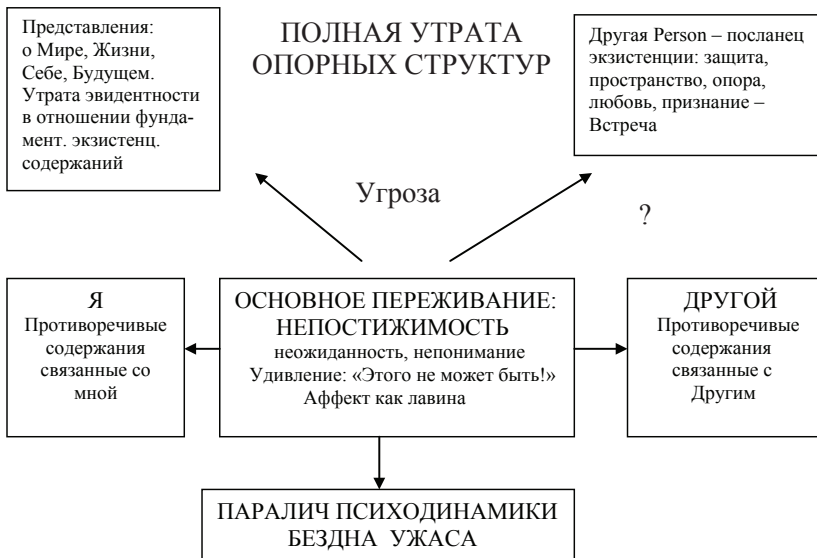 Представления:
о Мире, Жизни,
Себе, Будущем.
Утрата эвидентности
в отношении фунда-
мент. экзистенц.
содержаний
ПОЛНАЯ УТРАТА
ОПОРНЫХ СТРУКТУР
Другая Person – посланец
экзистенции: защита,
пространство, опора,
любовь, признание –
Встреча
Угроза
?
Я
Противоречивые
содержания
связанные со
мной
ОСНОВНОЕ ПЕРЕЖИВАНИЕ:
НЕПОСТИЖИМОСТЬ
неожиданность, непонимание
Удивление: «Этого не может быть!»
Аффект как лавина
ДРУГОЙ
Противоречивые
содержания
связанные с
Другим
ПАРАЛИЧ ПСИХОДИНАМИКИ
БЕЗДНА УЖАСА